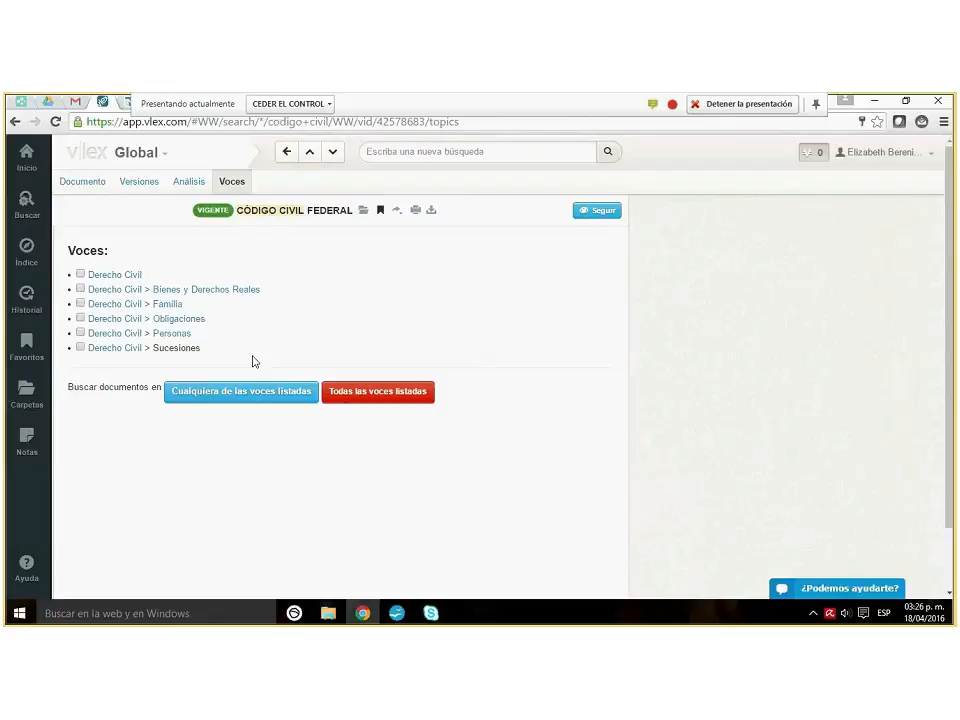 Presentando actualmente CEDER EL CONTROL Detener la presentación
https://app.vlex.com/#WW/search/*/codigo+civil/WW/vid/42578683/topics
Inicio
vlex Global
Escriba una nueva búsqueda
0 Elizabeth Bereni...
Documento Versiones Análisis Voces
Buscar
VIGENTE CÓDIGO CIVIL FEDERAL
Seguir
Índice
Voces:
Derecho Civil
Derecho Civil > Bienes y Derechos Reales
Derecho Civil > Familia
Historial
Derecho Civil > Obligaciones
Derecho Civil > Personas
Derecho Civil > Sucesiones
Favoritos
Buscar documentos en Cualquiera de las voces listadas Todas las voces listadas
Carpetas
Notas
Ayuda
¿Podemos ayudarte?
Buscar en la web y en Windows
ESP
03:26 p. m.
18/04/2016